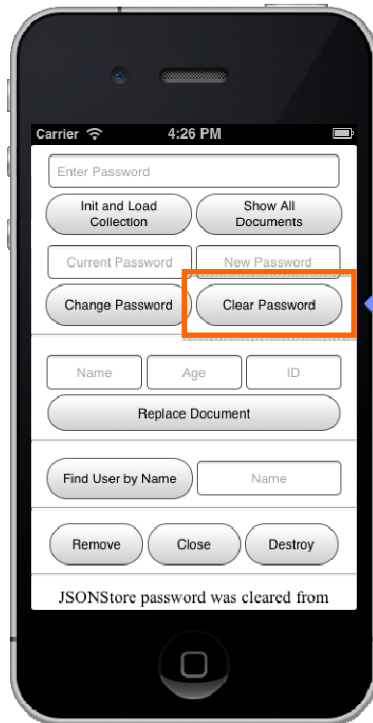 Carrier 4:26 PM
Enter Password
Init and Load Collection
Show All Documents
Current Password New Password
Change Password Clear Password
Name Age ID
Replace Document
Find User by Name Name
Remove Close Destroy
JSONStore password was cleared from